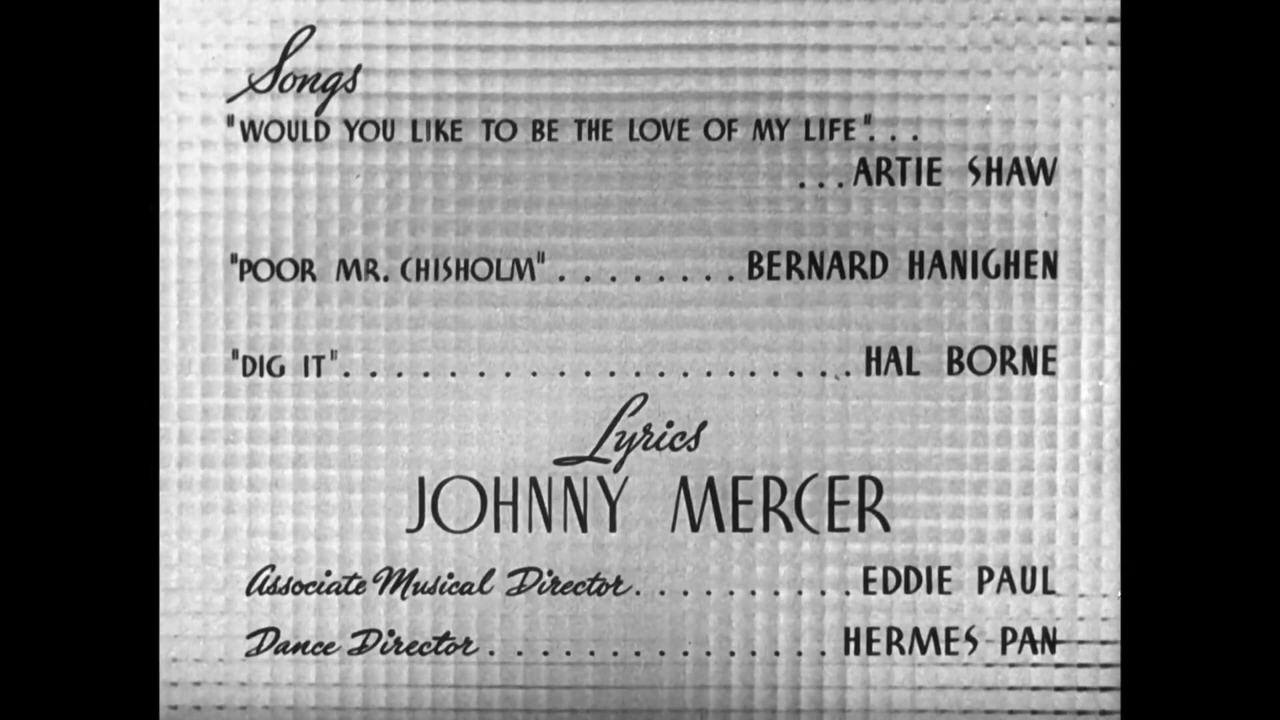 Songs
"WOULD YOU LIKE TO BE THE LOVE OF MY LIFE"...
...ARTIE SHAW
"POOR MR. CHISHOLM"........BERNARD HANIGHEN
"DIG IT"....................HAL BORNE
Lyrics
JOHNNY MERCER
Associate Musical Director.........EDDIE PAUL
Dance Director.............HERMES PAN